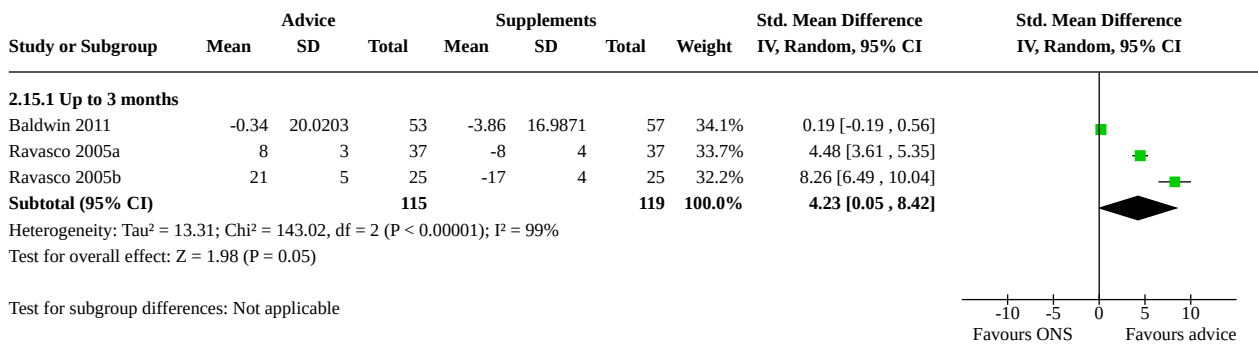 Advice Supplements Std. Mean Difference Std. Mean Difference
Study or Subgroup Mean SD Total Mean SD Total Weight IV, Random, 95% CI IV, Random, 95% CI
2.15.1 Up to 3 months
Baldwin 2011 -0.34 20.0203 53 -3.86 16.9871 57 34.1% 0.19 [-0.19 , 0.56]
Ravasco 2005a 8 3 37 -8 4 37 33.7% 4.48 [3.61 , 5.35]
Ravasco 2005b 21 5 25 -17 4 25 32.2% 8.26 [6.49 , 10.04]
Subtotal (95% CI) 115 119 100.0% 4.23 [0.05 , 8.42]
Heterogeneity: Tau² = 13.31; Chi² = 143.02, df = 2 (P < 0.00001); I² = 99%
Test for overall effect: Z = 1.98 (P = 0.05)
Test for subgroup differences: Not applicable
-10 -5 0 5 10
Favours ONS Favours advice